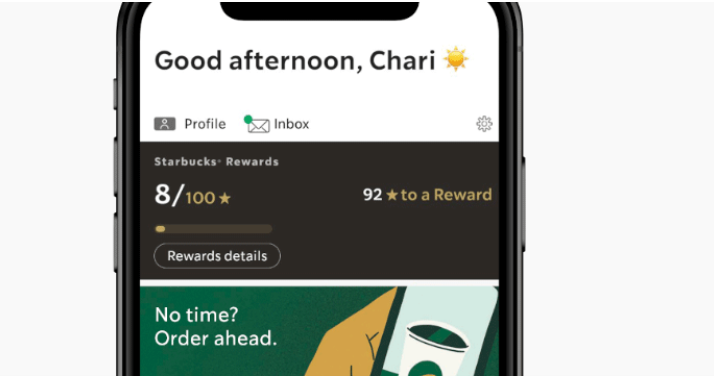 Good afternoon, Chari ☀️
Profile
Inbox
Starbucks® Rewards
8/100★
92★to a Reward
Rewards details
No time?
Order ahead.